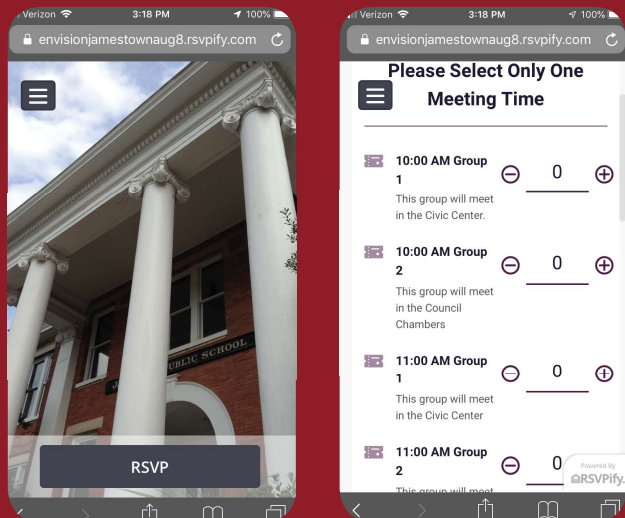 Verizon 3:18 PM 100%
envisionjamestownaug8.rsvpify.com
PUBLIC SCHOOL
RSVP
Verizon 3:18 PM 100%
envisionjamestownaug8.rsvpify.com
Please Select Only One
Meeting Time
10:00 AM Group 0
1
This group will meet
in the Civic Center.
10:00 AM Group 0
2
This group will meet
in the Council
Chambers
11:00 AM Group 0
1
This group will meet
in the Civic Center
11:00 AM Group 0
2
This group will meet
Powered By
RSVPify.